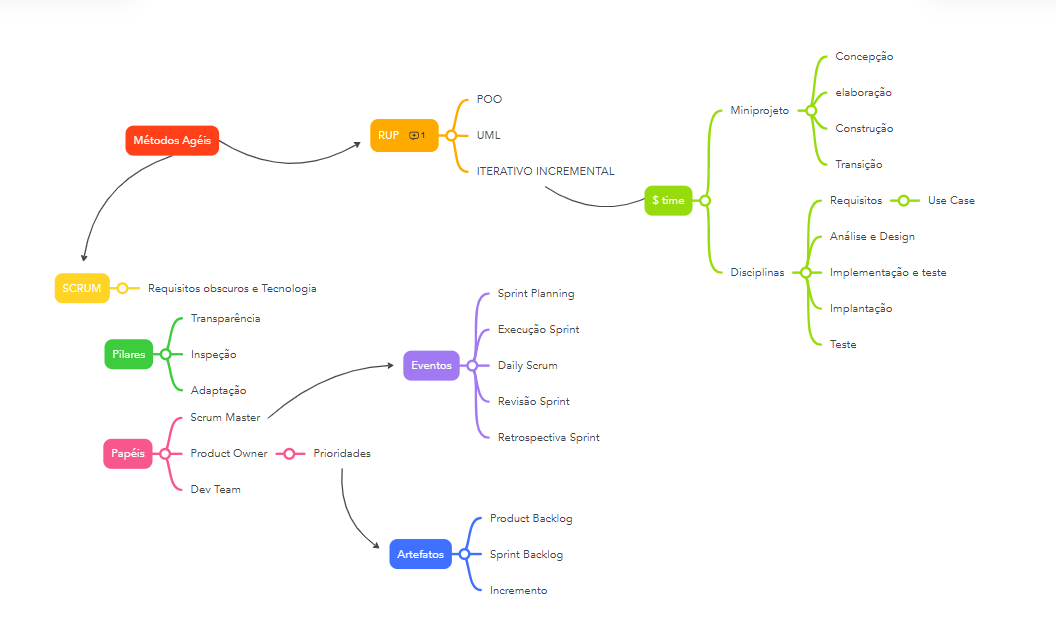 Métodos Agéis
RUP 1
POO
UML
ITERATIVO INCREMENTAL
$ time
Miniprojeto
Concepção
elaboração
Construção
Transição
Disciplinas
Requisitos
Use Case
Análise e Design
Implementação e teste
Implantação
Teste
SCRUM
Requisitos obscuros e Tecnologia
Pilares
Transparência
Inspeção
Adaptação
Papéis
Scrum Master
Product Owner
Prioridades
Dev Team
Eventos
Sprint Planning
Execução Sprint
Daily Scrum
Revisão Sprint
Retrospectiva Sprint
Artefatos
Product Backlog
Sprint Backlog
Incremento